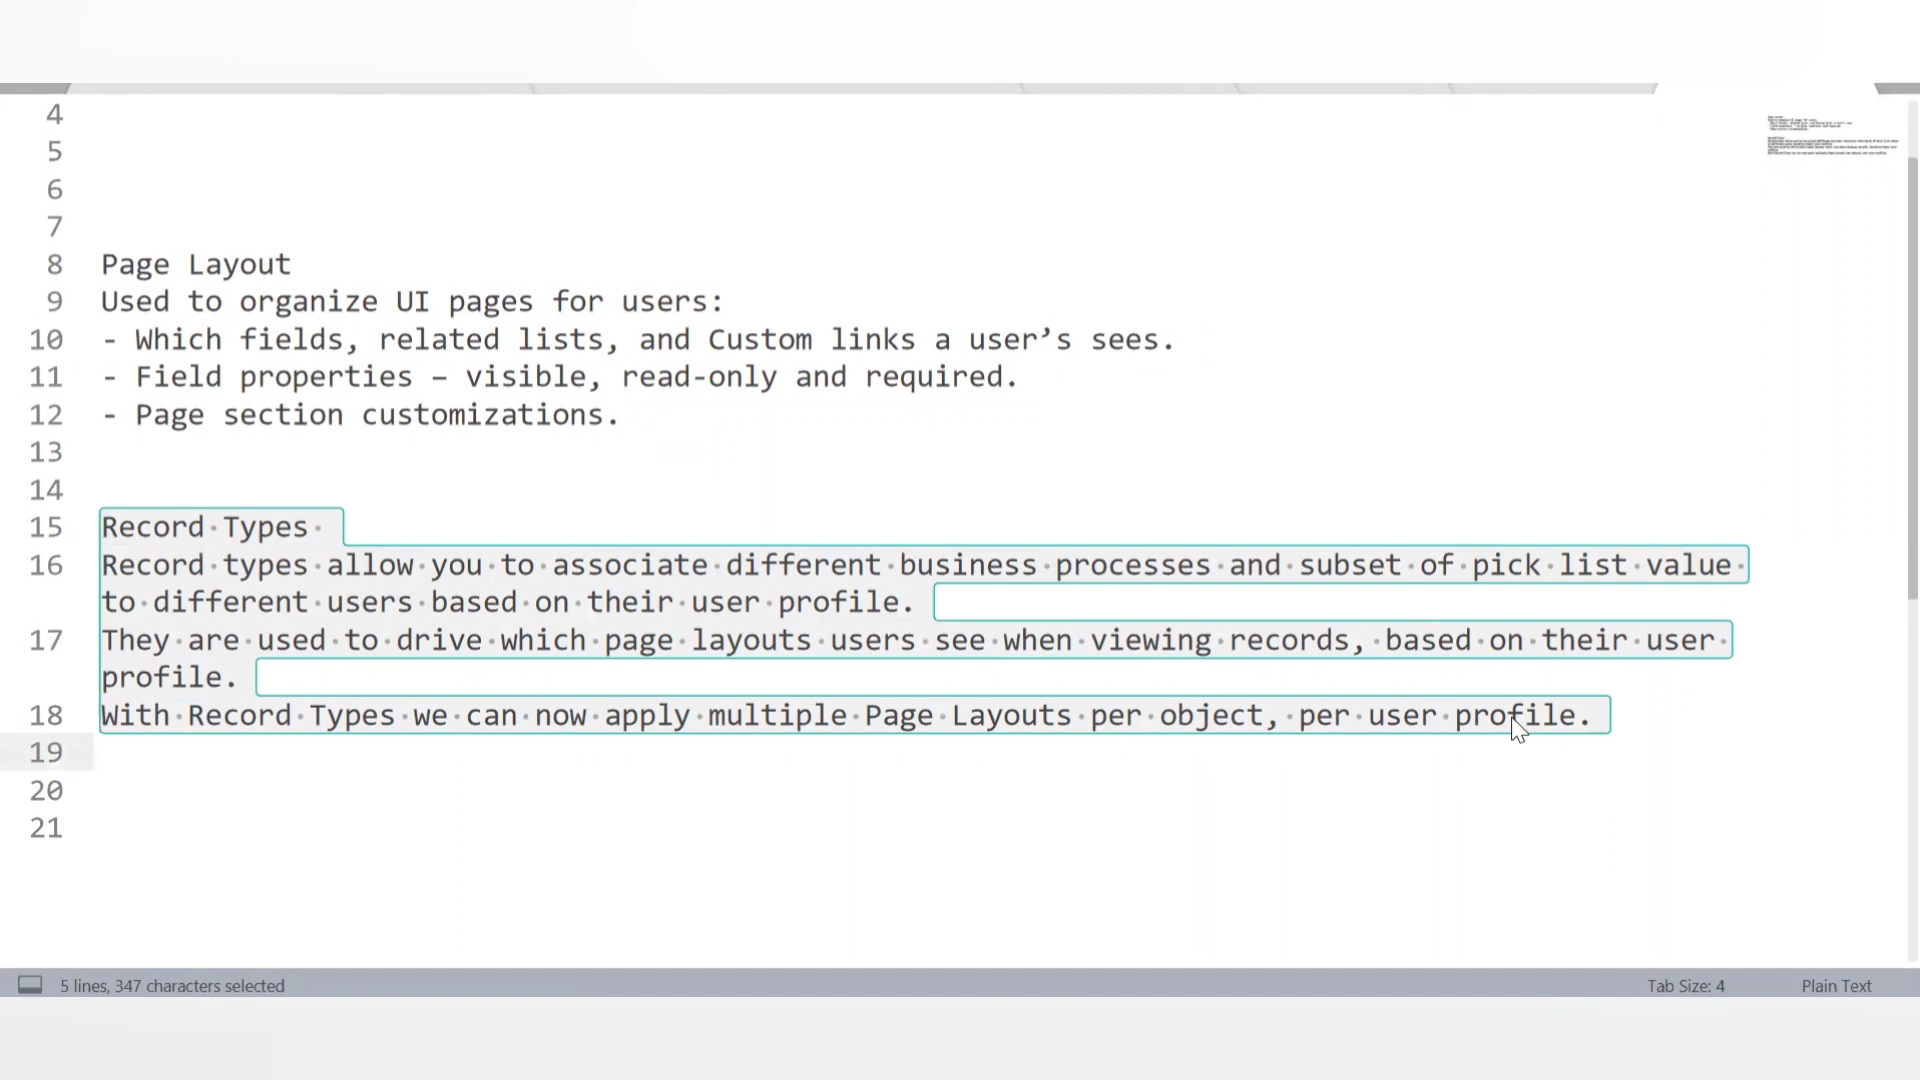 4
5
6
7
8 Page Layout
9 Used to organize UI pages for users:
10 - Which fields, related lists, and Custom links a user’s sees.
11 - Field properties – visible, read-only and required.
12 - Page section customizations.
13
14
15 Record Types
16 Record types allow you to associate different business processes and subset of pick list value
to different users based on their user profile.
17 They are used to drive which page layouts users see when viewing records, based on their user
profile.
18 With Record Types we can now apply multiple Page Layouts per object, per user profile.
19
20
21
5 lines, 347 characters selected Tab Size: 4 Plain Text